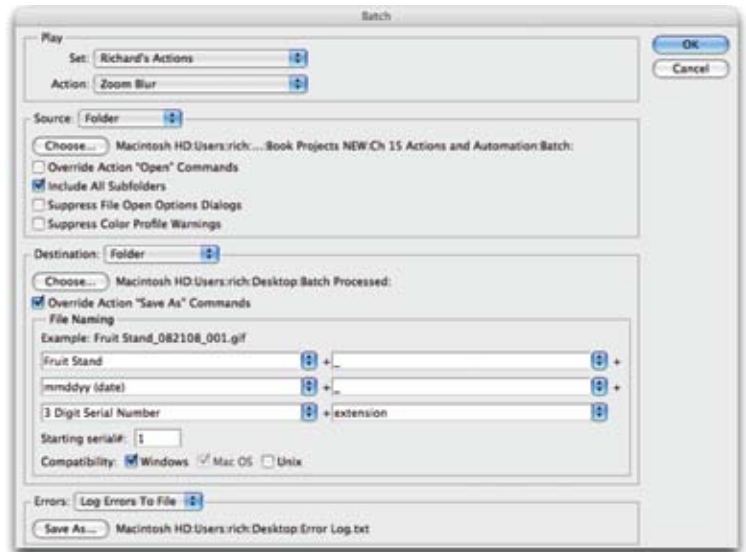 Batch
Play
Set: Richard's Actions
Action: Zoom Blur
OK
Cancel
Source: Folder
Choose... Macintosh HD:Users:rich:...:Book Projects NEW:Ch 15 Actions and Automation:Batch:
Override Action "Open" Commands
Include All Subfolders
Suppress File Open Options Dialogs
Suppress Color Profile Warnings
Destination: Folder
Choose... Macintosh HD:Users:rich:Desktop:Batch Processed:
Override Action "Save As" Commands
File Naming
Example: Fruit Stand_082108_001.gif
Fruit Stand + _ +
mmddyy (date) + _ +
3 Digit Serial Number + extension
Starting serial#: 1
Compatibility: Windows Mac OS Unix
Errors: Log Errors To File
Save As... Macintosh HD:Users:rich:Desktop:Error Log.txt